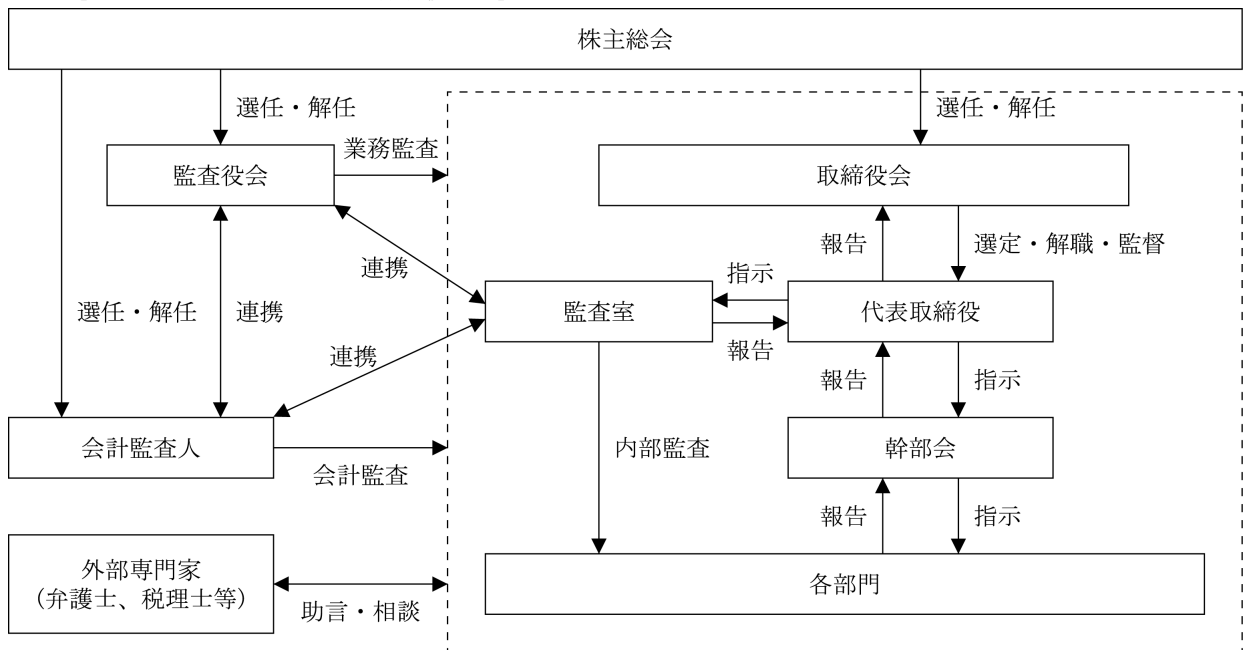 株主総会
選任・解任
選任・解任
監査役会
業務監査
取締役会
報告
選定・解職・監督
連携
指示
選任・解任
連携
監査室
代表取締役
報告
連携
報告
指示
会計監査人
内部監査
幹部会
会計監査
報告
指示
外部専門家
（弁護士、税理士等）
各部門
助言・相談